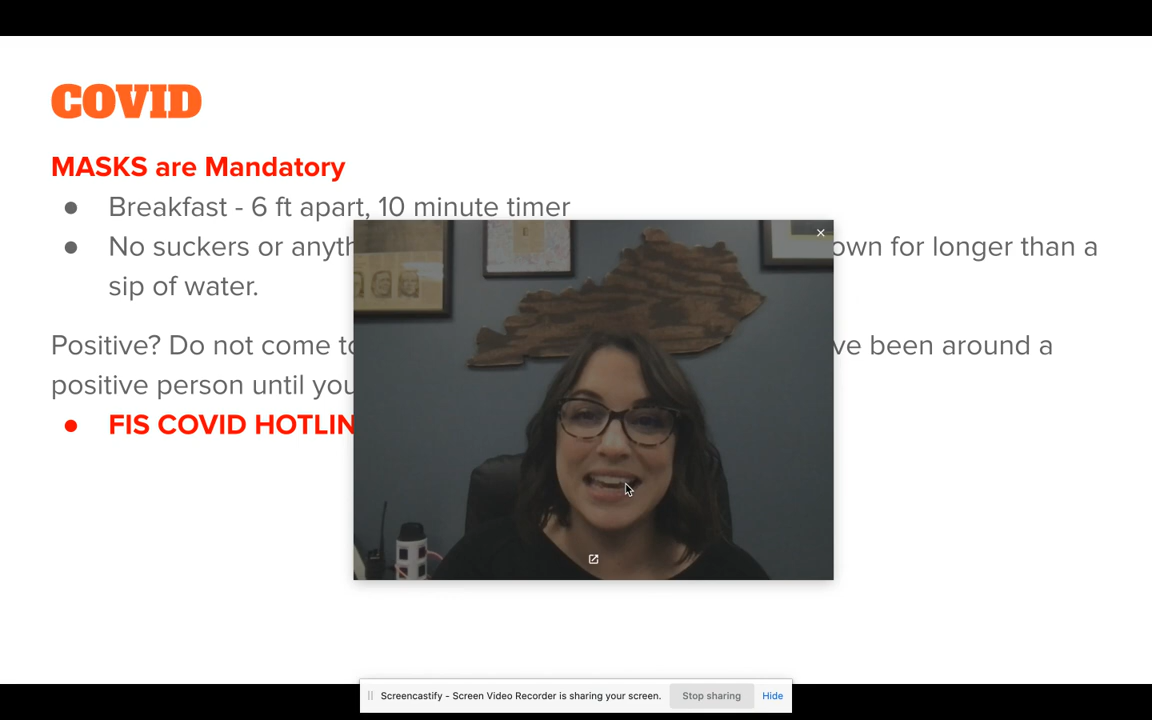 COVID
MASKS are Mandatory
● Breakfast - 6 ft apart, 10 minute timer
● No suckers or anyth own for longer than a
sip of water.
Positive? Do not come to ve been around a
positive person until you
● FIS COVID HOTLIN
Screencastify - Screen Video Recorder is sharing your screen. Stop sharing Hide